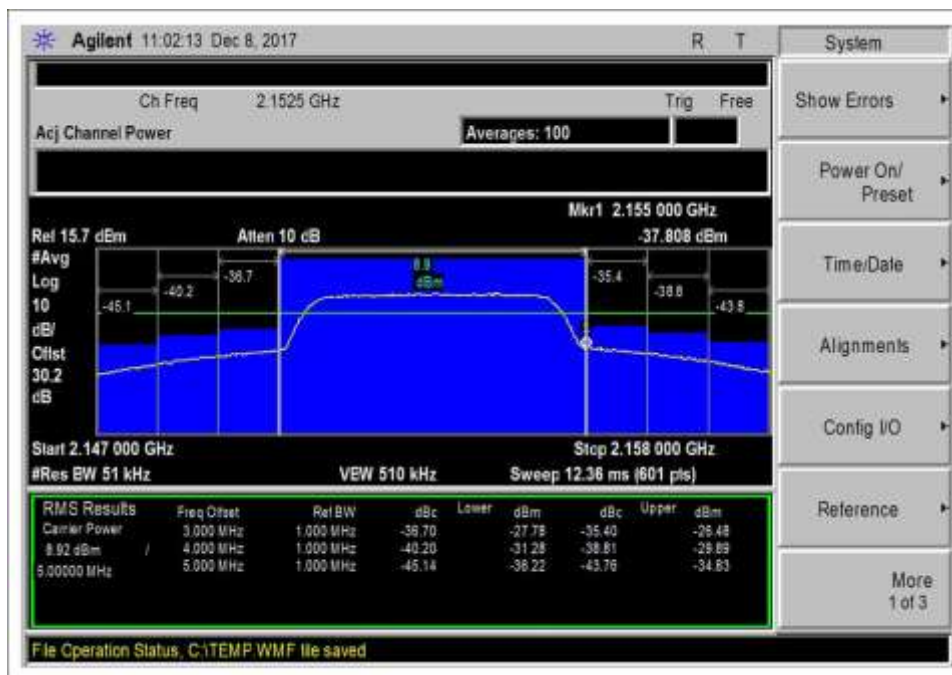 Agilent 11:02:13 Dec 8, 2017 R T
Ch Freq 2.1525 GHz Trig Free
Acj Channel Power
Averages: 100
Mkr1 2.155 000 GHz
Rel 15.7 dBm Atten 10 dB -37.808 dBm
#Avg
Log
10
dB/
Offst
30.2
dB
8.9
dBm
-45.1
-40.2
-36.7
-35.4
-38.8
-43.8
Start 2.147 000 GHz Stop 2.158 000 GHz
#Res BW 51 kHz VBW 510 kHz Sweep 12.36 ms (601 pts)
RMS Results Freq Offset Ref BW dBc Lower dBm dBc Upper dBm
Carrier Power 3.000 MHz 1.000 MHz -36.70 -27.78 -35.40 -26.48
8.92 dBm / 4.000 MHz 1.000 MHz -40.20 -31.28 -38.81 -29.89
5.00000 MHz 5.000 MHz 1.000 MHz -45.14 -36.22 -43.76 -34.83
File Operation Status, C:\TEMP.WMF file saved
System
Show Errors
Power On/
Preset
Time/Date
Alignments
Config I/O
Reference
More
1 of 3